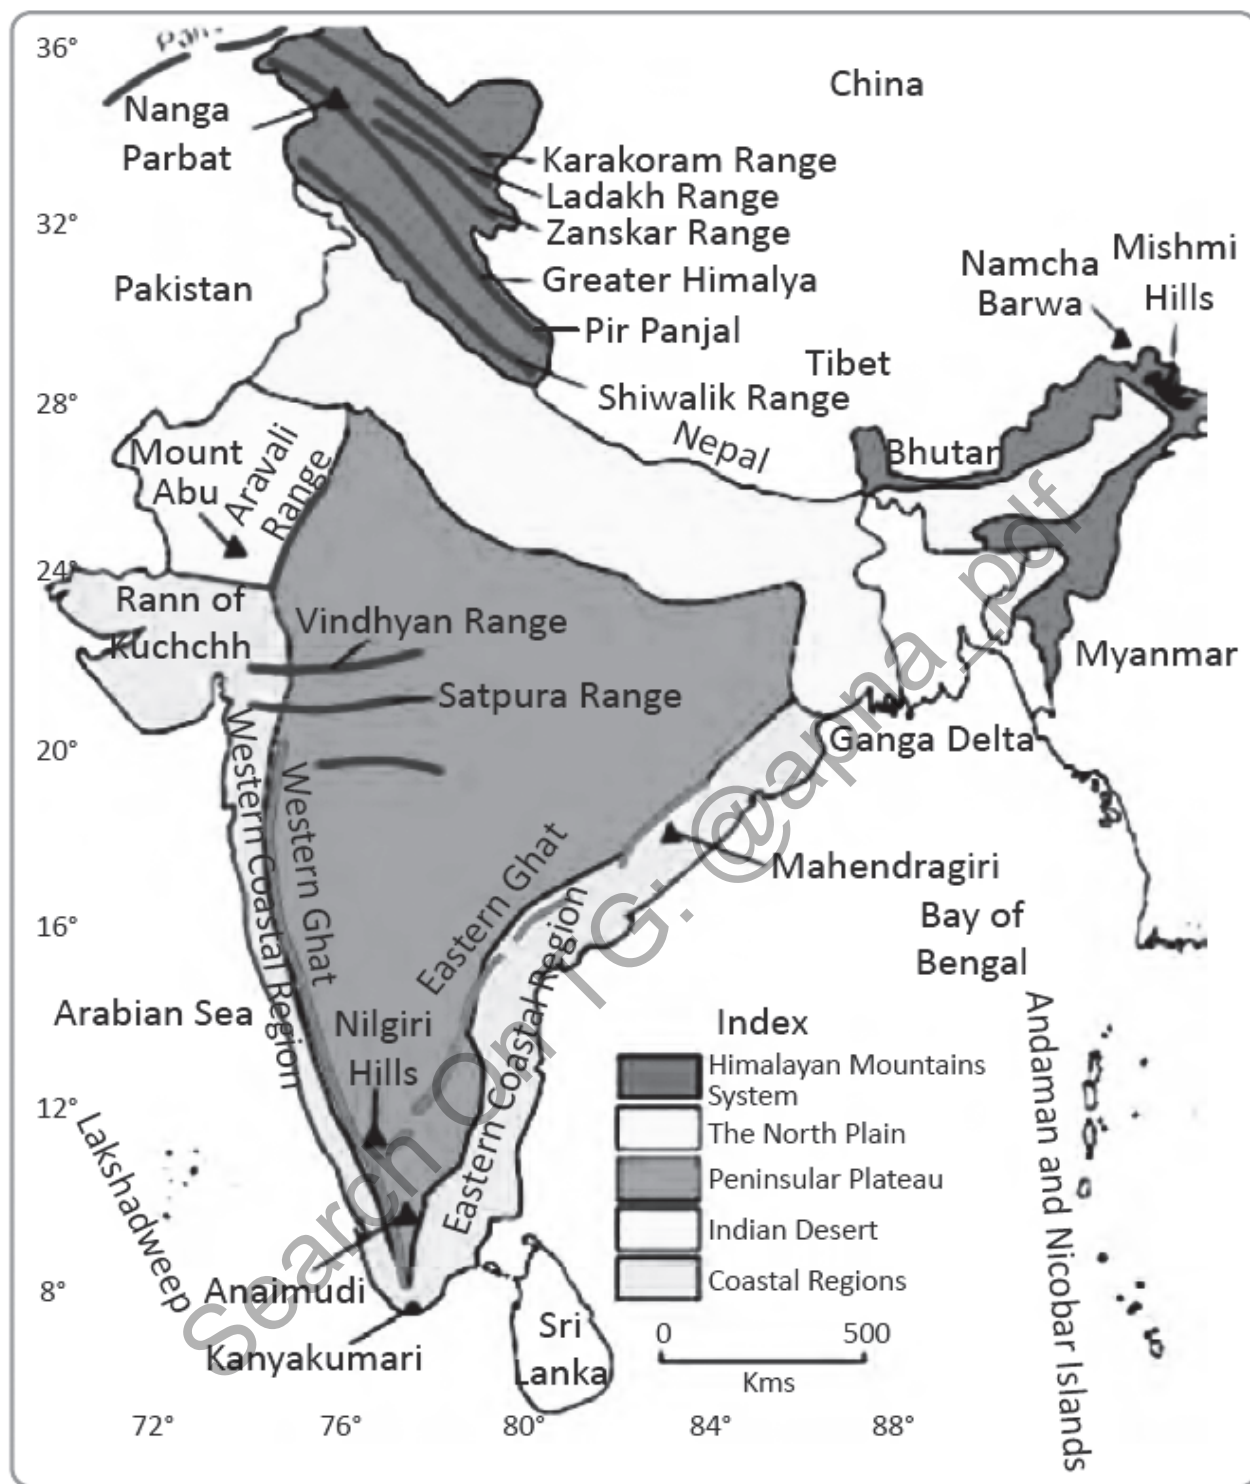 36°
China
Nanga
Parbat
Karakoram Range
Ladakh Range
32°
Zanskar Range
Mishmi
Hills
Namcha
Barwa
Greater Himalya
Pakistan
Pir Panjal
Tibet
Shiwalik Range
28°
Nepal
Bhutan
Mount
Abu
Aravali
Range
24°
Rann of
Kuchchh
Vindhyan Range
Myanmar
Satpura Range
20°
Ganga Delta
Western Coastal Region
Western Ghat
Eastern Ghat
Mahendragiri
16°
Bay of
Bengal
Eastern Coastal Region
Arabian Sea
Nilgiri
Hills
Andaman and Nicobar Islands
Index
Himalayan Mountains
System
The North Plain
Peninsular Plateau
Indian Desert
Coastal Regions
12°
Lakshadweep
8°
Anaimudi
Kanyakumari
Sri
Lanka
0 500
Kms
72° 76° 80° 84° 88°
Search On TG: @apna_pdf